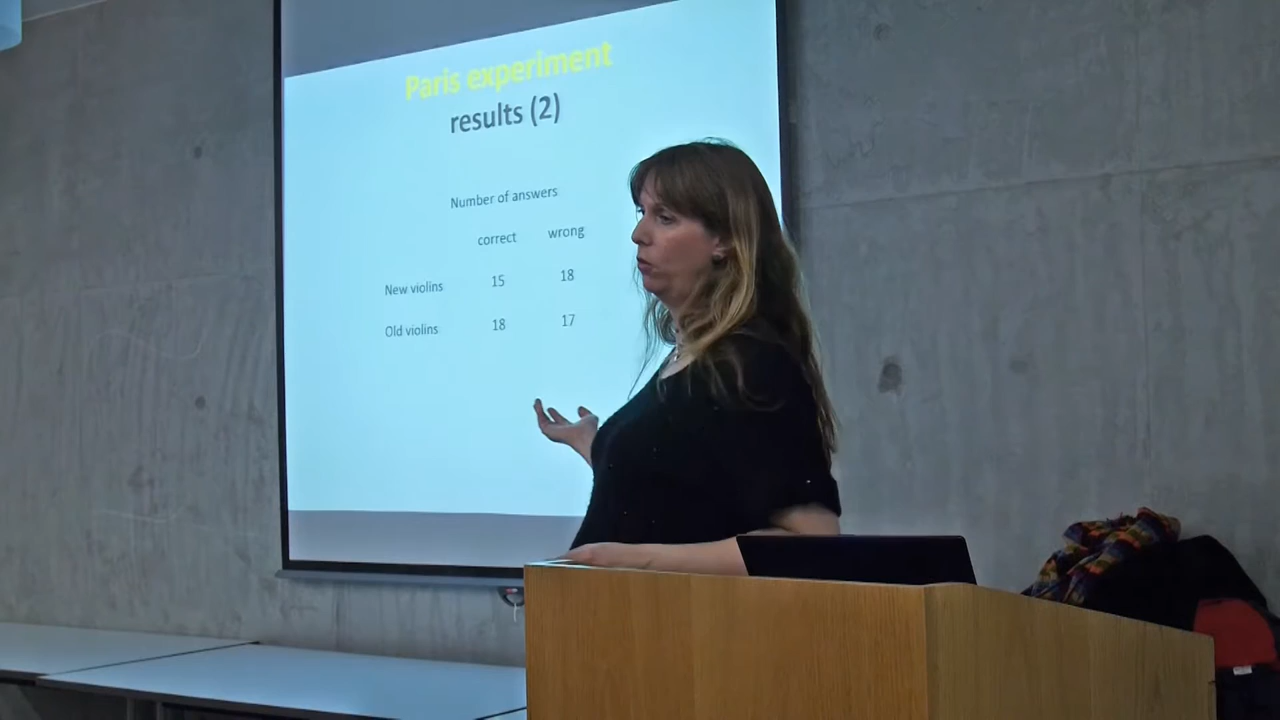 Paris experiment
results (2)
Number of answers
correct wrong
New violins 15 18
Old violins 18 17